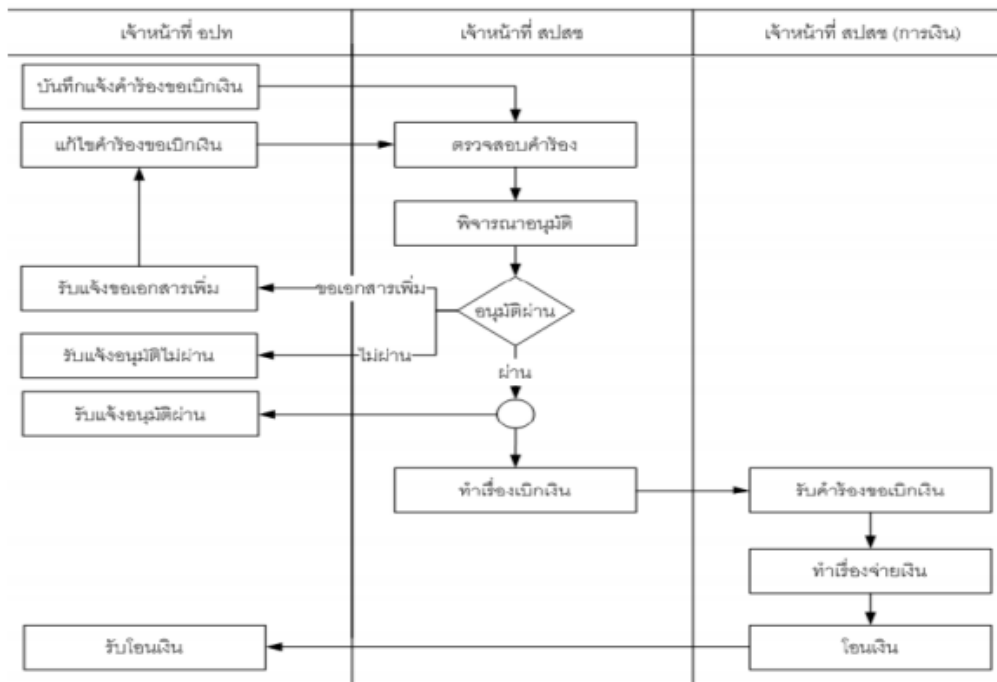 เจ้าหน้าที่ อปท
เจ้าหน้าที่ สปสช
เจ้าหน้าที่ สปสช (การเงิน)
บันทึกแจ้งคำร้องขอเบิกเงิน
แก้ไขคำร้องขอเบิกเงิน
ตรวจสอบคำร้อง
พิจารณาอนุมัติ
รับแจ้งขอเอกสารเพิ่ม
ขอเอกสารเพิ่ม
อนุมัติผ่าน
รับแจ้งอนุมัติไม่ผ่าน
ไม่ผ่าน
ผ่าน
รับแจ้งอนุมัติผ่าน
ทำเรื่องเบิกเงิน
รับคำร้องขอเบิกเงิน
ทำเรื่องจ่ายเงิน
รับโอนเงิน
โอนเงิน